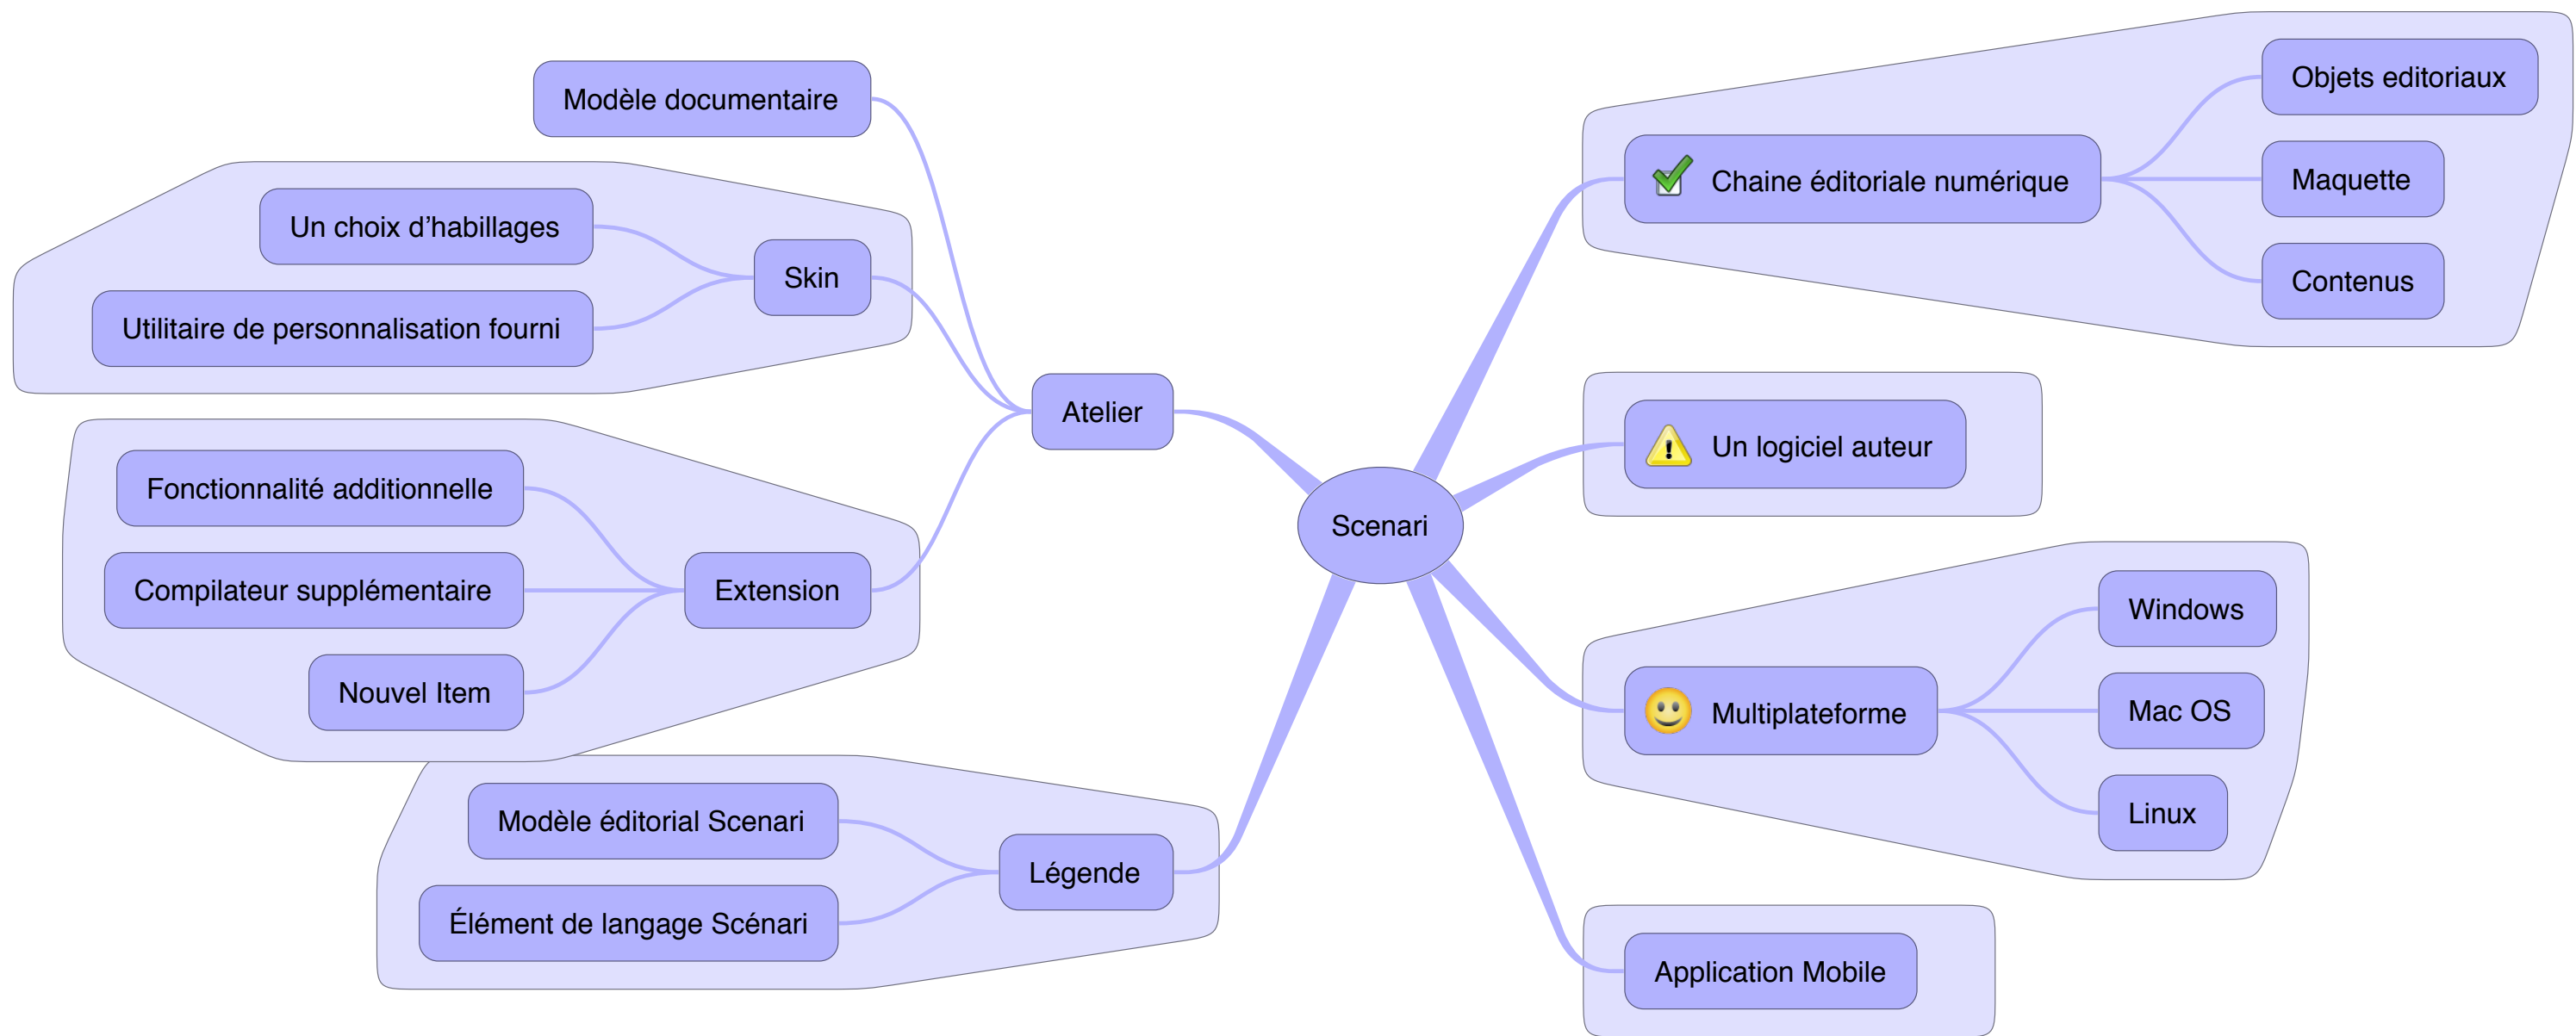 Modèle documentaire
Un choix d’habillages
Utilitaire de personnalisation fourni
Skin
Fonctionnalité additionnelle
Compilateur supplémentaire
Nouvel Item
Extension
Atelier
Modèle éditorial Scenari
Élément de langage Scénari
Légende
Scenari
Chaine éditoriale numérique
Objets editoriaux
Maquette
Contenus
Un logiciel auteur
Multiplateforme
Windows
Mac OS
Linux
Application Mobile